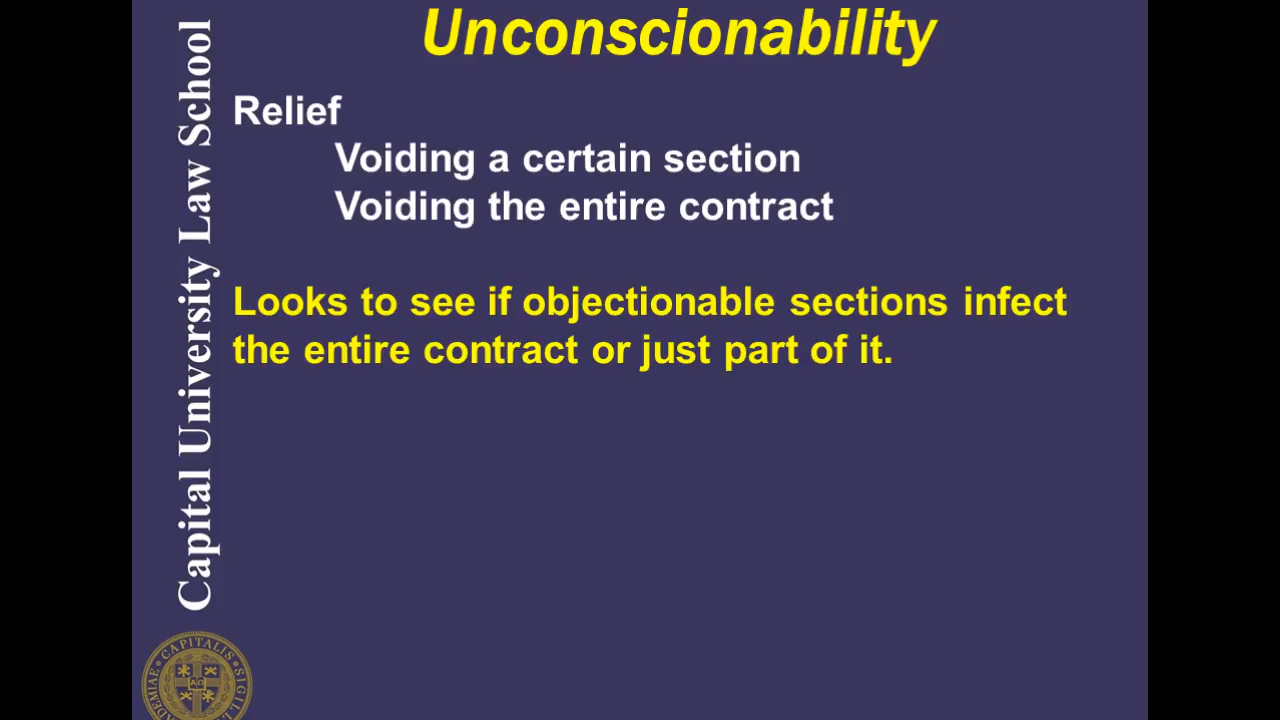 Unconscionability
Relief
Voiding a certain section
Voiding the entire contract
Looks to see if objectionable sections infect
the entire contract or just part of it.
Capital University Law School
CAPITALIS